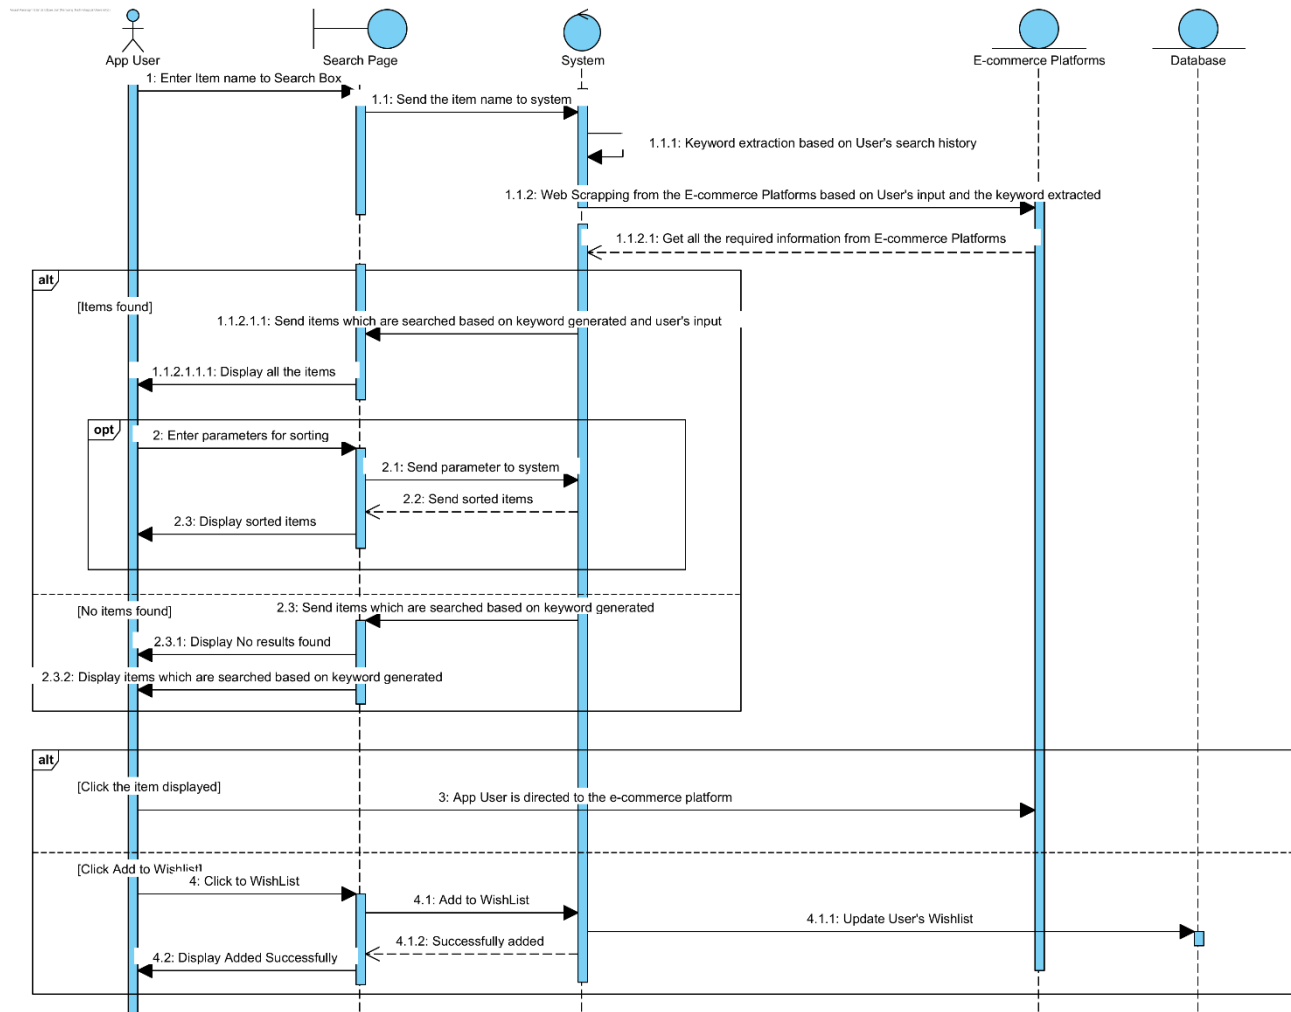 App User
Search Page
System
E-commerce Platforms
Database
1: Enter Item name to Search Box
1.1: Send the item name to system
1.1.1: Keyword extraction based on User's search history
1.1.2: Web Scrapping from the E-commerce Platforms based on User's input and the keyword extracted
1.1.2.1: Get all the required information from E-commerce Platforms
alt
[Items found]
1.1.2.1.1: Send items which are searched based on keyword generated and user's input
1.1.2.1.1.1: Display all the items
opt
2: Enter parameters for sorting
2.1: Send parameter to system
2.2: Send sorted items
2.3: Display sorted items
[No items found]
2.3: Send items which are searched based on keyword generated
2.3.1: Display No results found
2.3.2: Display items which are searched based on keyword generated
alt
[Click the item displayed]
3: App User is directed to the e-commerce platform
[Click Add to Wishlist]
4: Click to WishList
4.1: Add to WishList
4.1.1: Update User's Wishlist
4.1.2: Successfully added
4.2: Display Added Successfully